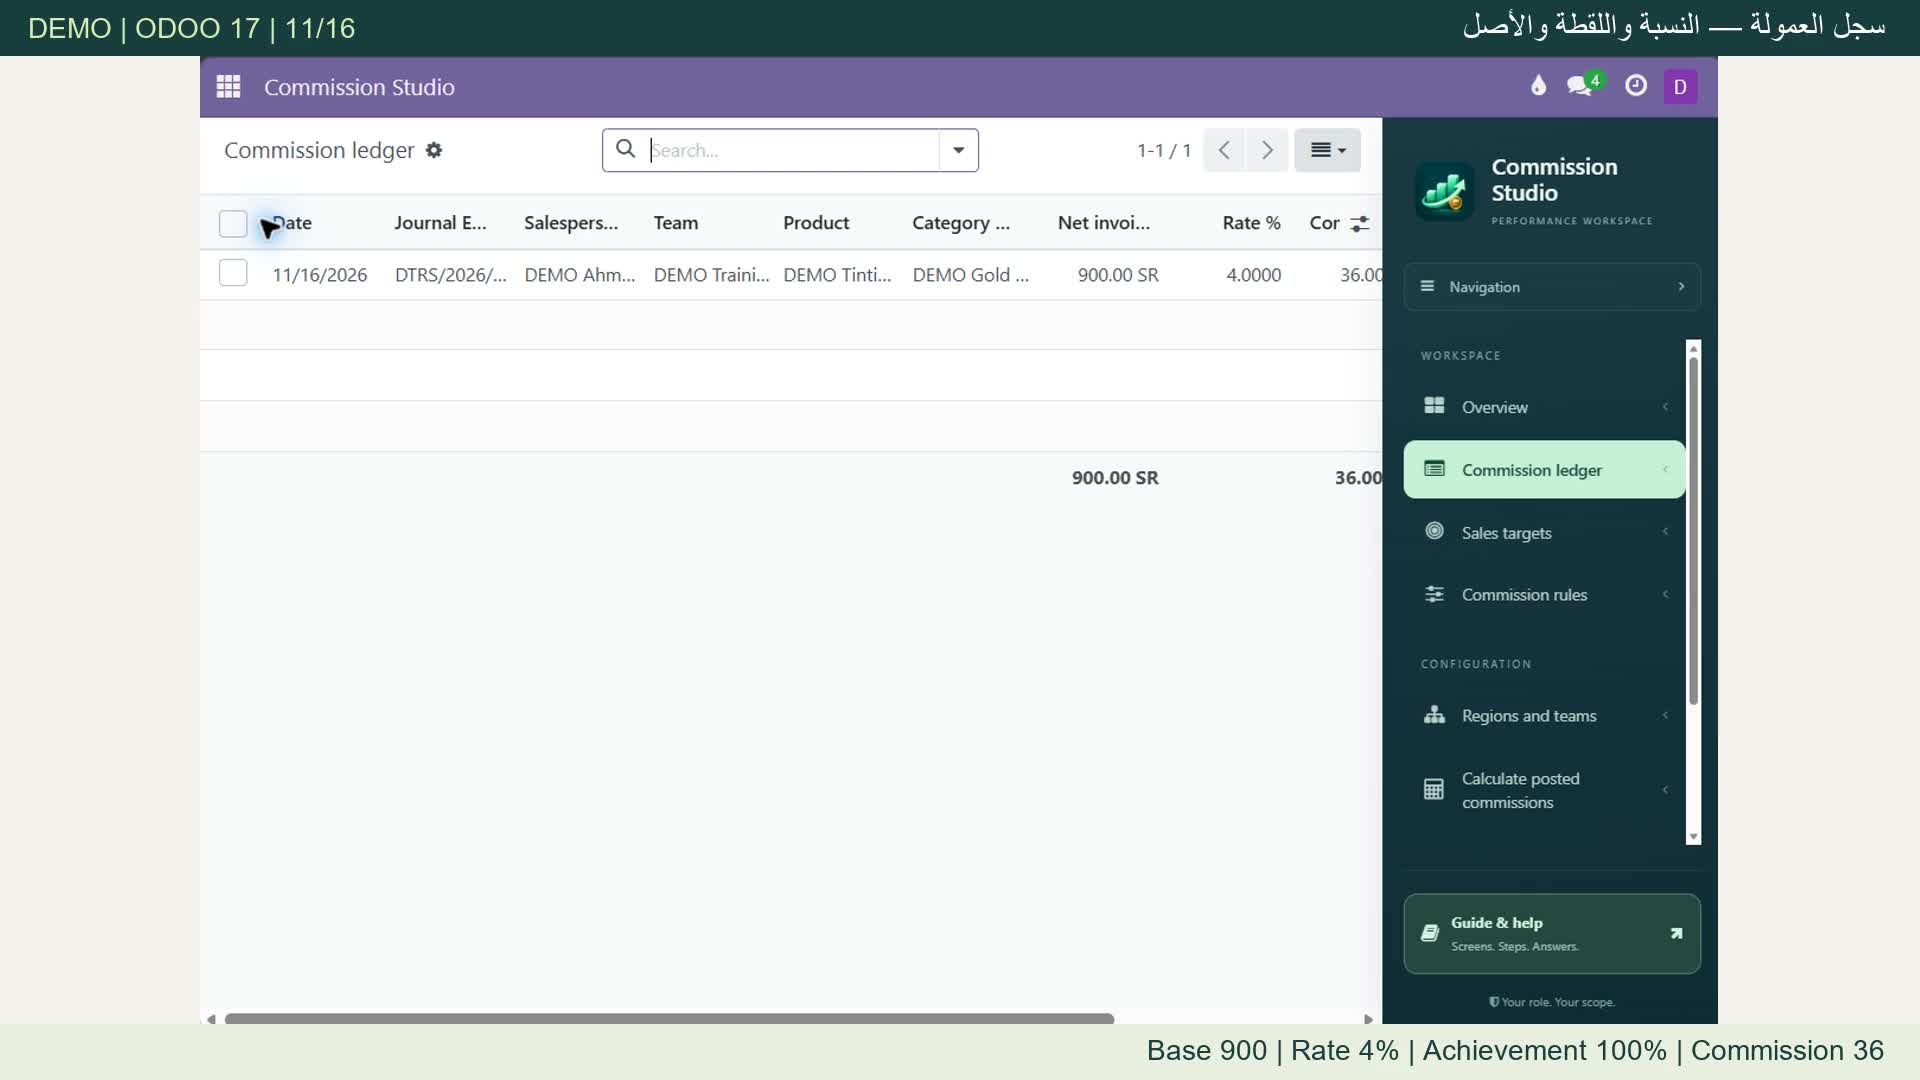 DEMO | ODOO 17 | 11/16
سجل العمولة — النسبة واللقطة والأصل
Commission Studio
4
D
Commission ledger
Search...
1-1 / 1
Date Journal E... Salespers... Team Product Category ... Net invoi... Rate % Cor
11/16/2026 DTRS/2026/... DEMO Ahm... DEMO Traini... DEMO Tinti... DEMO Gold ... 900.00 SR 4.0000 36.00
900.00 SR 36.00
Commission
Studio
PERFORMANCE WORKSPACE
Navigation
WORKSPACE
Overview
Commission ledger
Sales targets
Commission rules
CONFIGURATION
Regions and teams
Calculate posted
commissions
Guide & help
Screens. Steps. Answers.
Your role. Your scope.
Base 900 | Rate 4% | Achievement 100% | Commission 36